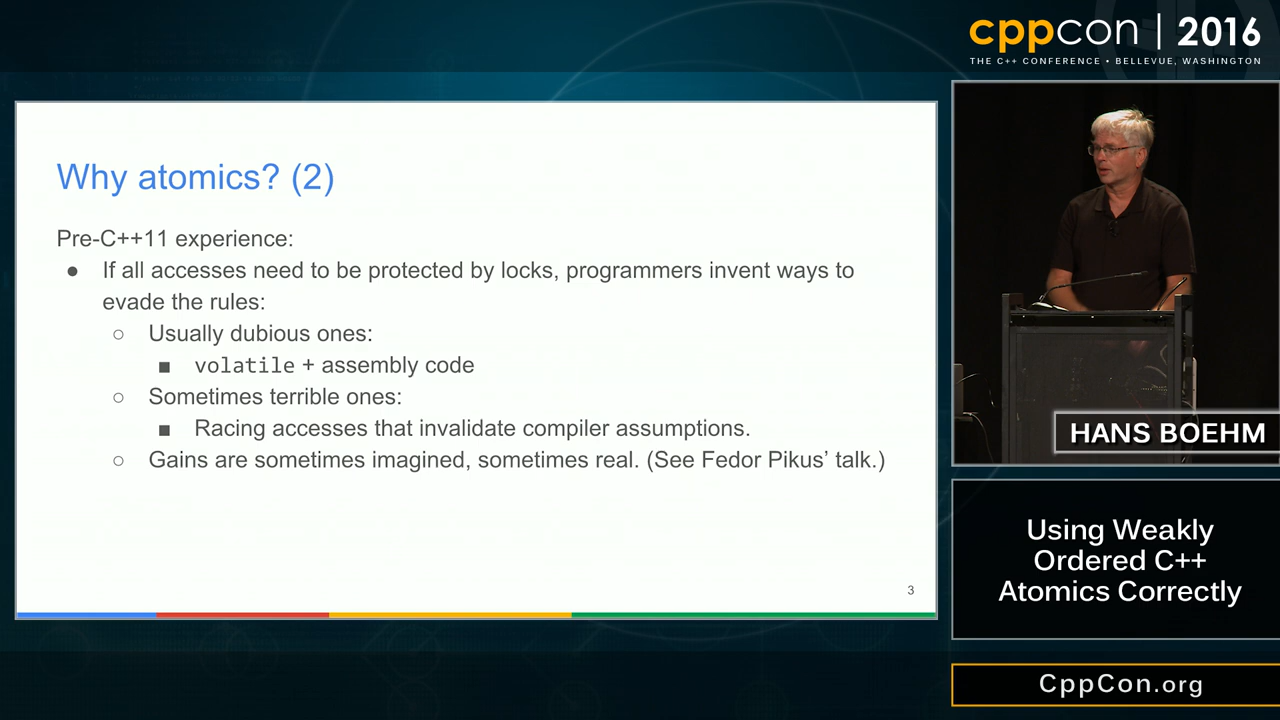 cppcon | 2016
THE C++ CONFERENCE • BELLEVUE, WASHINGTON
Why atomics? (2)
Pre-C++11 experience:
● If all accesses need to be protected by locks, programmers invent ways to
evade the rules:
○ Usually dubious ones:
■ volatile + assembly code
○ Sometimes terrible ones:
■ Racing accesses that invalidate compiler assumptions.
○ Gains are sometimes imagined, sometimes real. (See Fedor Pikus’ talk.)
3
HANS BOEHM
Using Weakly
Ordered C++
Atomics Correctly
CppCon.org